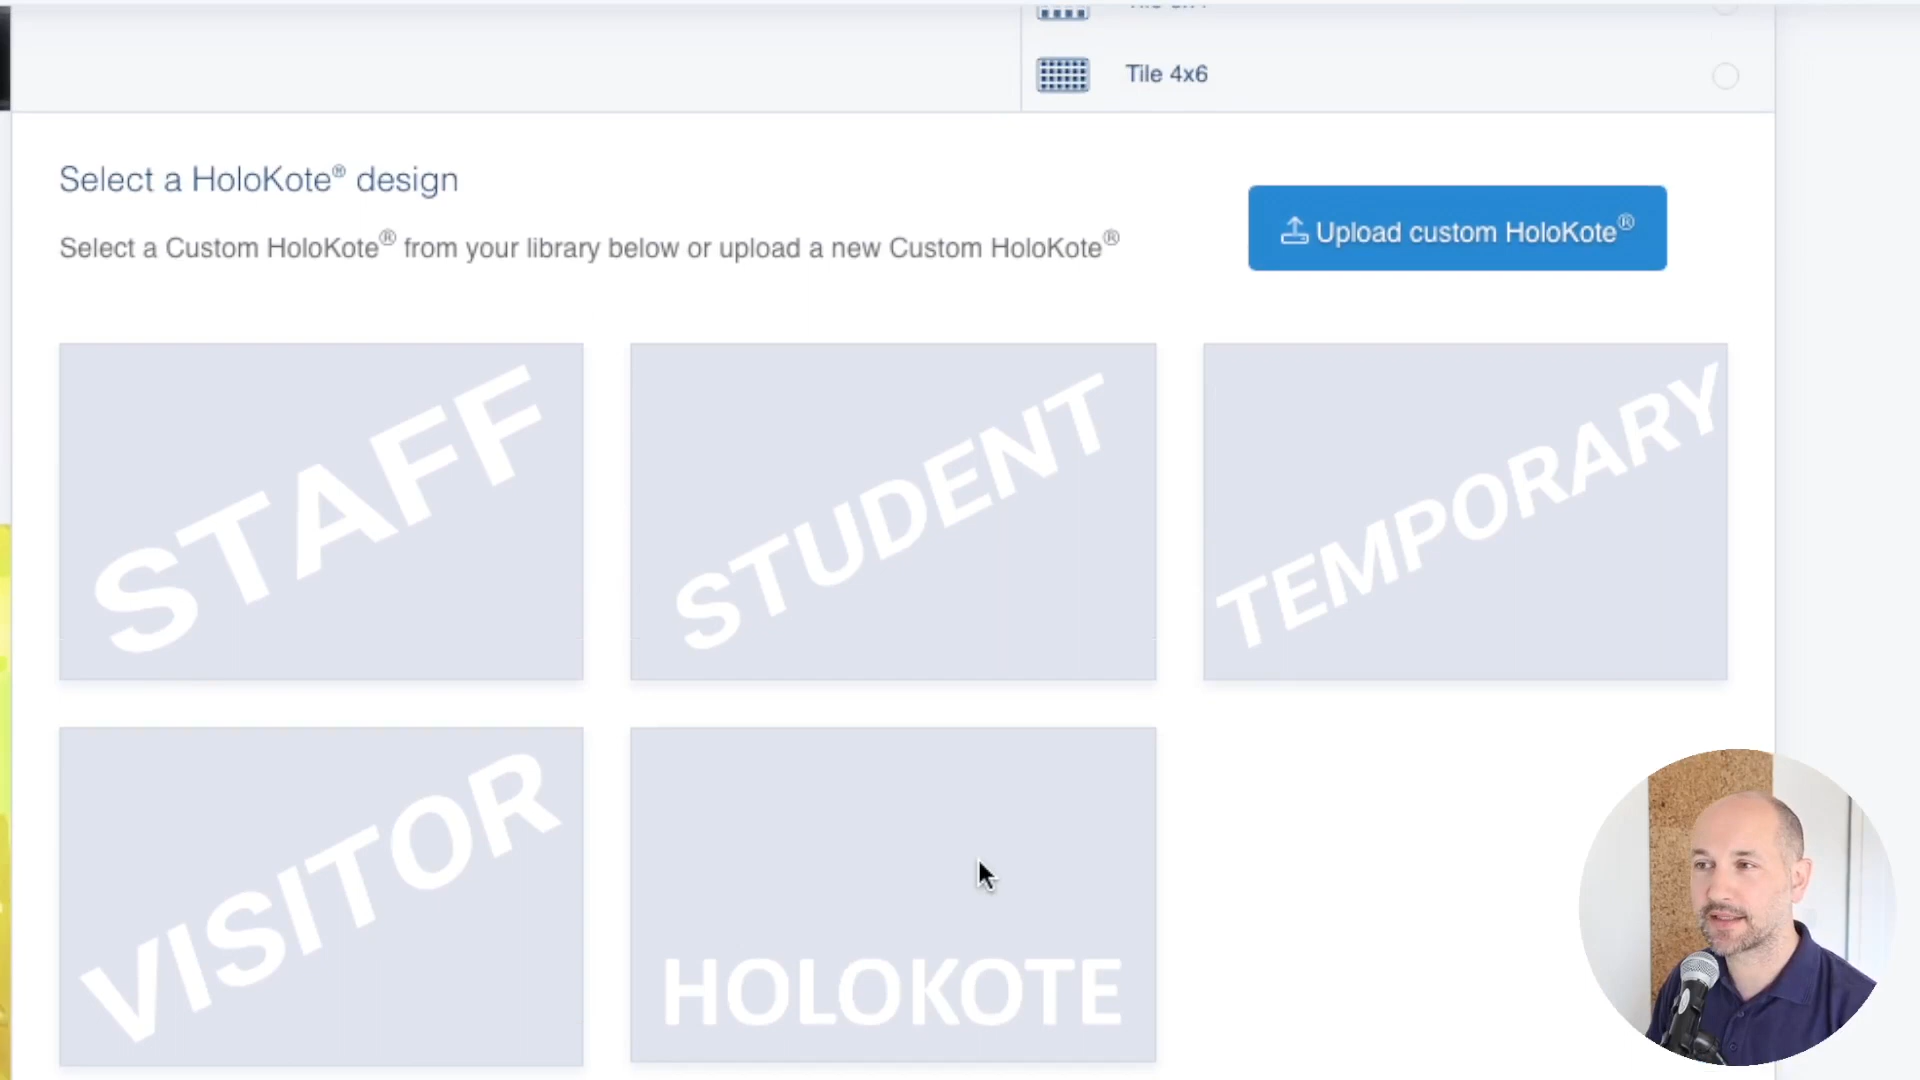 Tile 4x6
Select a HoloKote® design
Select a Custom HoloKote® from your library below or upload a new Custom HoloKote®
Upload custom HoloKote®
STAFF
STUDENT
TEMPORARY
VISITOR
HOLOKOTE